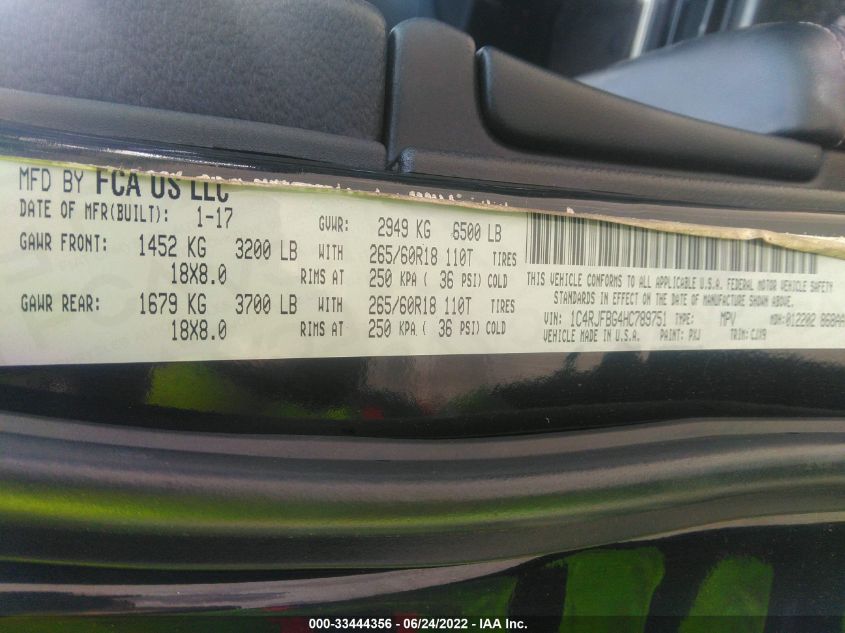 MFD BY FCA US LLC
DATE OF MFR(BUILT): 1-17 GVWR: 2949 KG 6500 LB
GAWR FRONT: 1452 KG 3200 LB WITH 265/60R18 110T TIRES
18X8.0 RIMS AT 250 KPA ( 36 PSI) COLD
GAWR REAR: 1679 KG 3700 LB WITH 265/60R18 110T TIRES
18X8.0 RIMS AT 250 KPA ( 36 PSI) COLD
THIS VEHICLE CONFORMS TO ALL APPLICABLE U.S.A. FEDERAL MOTOR VEHICLE SAFETY
STANDARDS IN EFFECT ON THE DATE OF MANUFACTURE SHOWN ABOVE.
VIN: 1C4RJFBG4HC789751 TYPE: MPV MDH: 012202
VEHICLE MADE IN U.S.A. PAINT: PXJ TRIM: CJX9
000-33444356 - 06/24/2022 - IAA Inc.